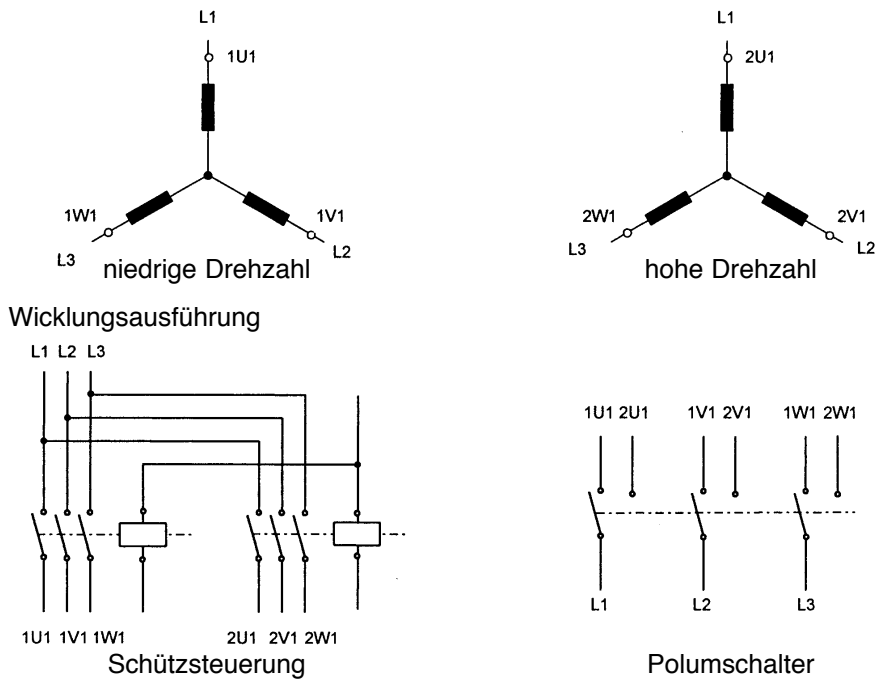 L1 L1
1U1 2U1
1W1 1V1 2W1 2V1
L3 L2 L3 L2
niedrige Drehzahl hohe Drehzahl
Wicklungsausführung
L1 L2 L3
1U1 2U1 1V1 2V1 1W1 2W1
L1 L2 L3
1U1 1V1 1W1 2U1 2V1 2W1
Schützsteuerung Polumschalter